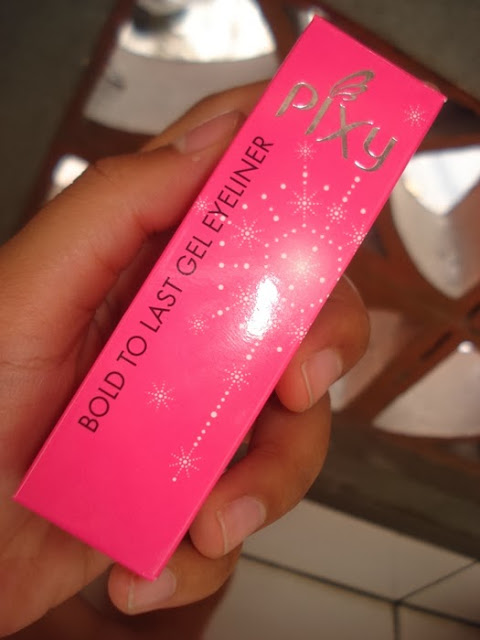 pixy
BOLD TO LAST GEL EYELINER